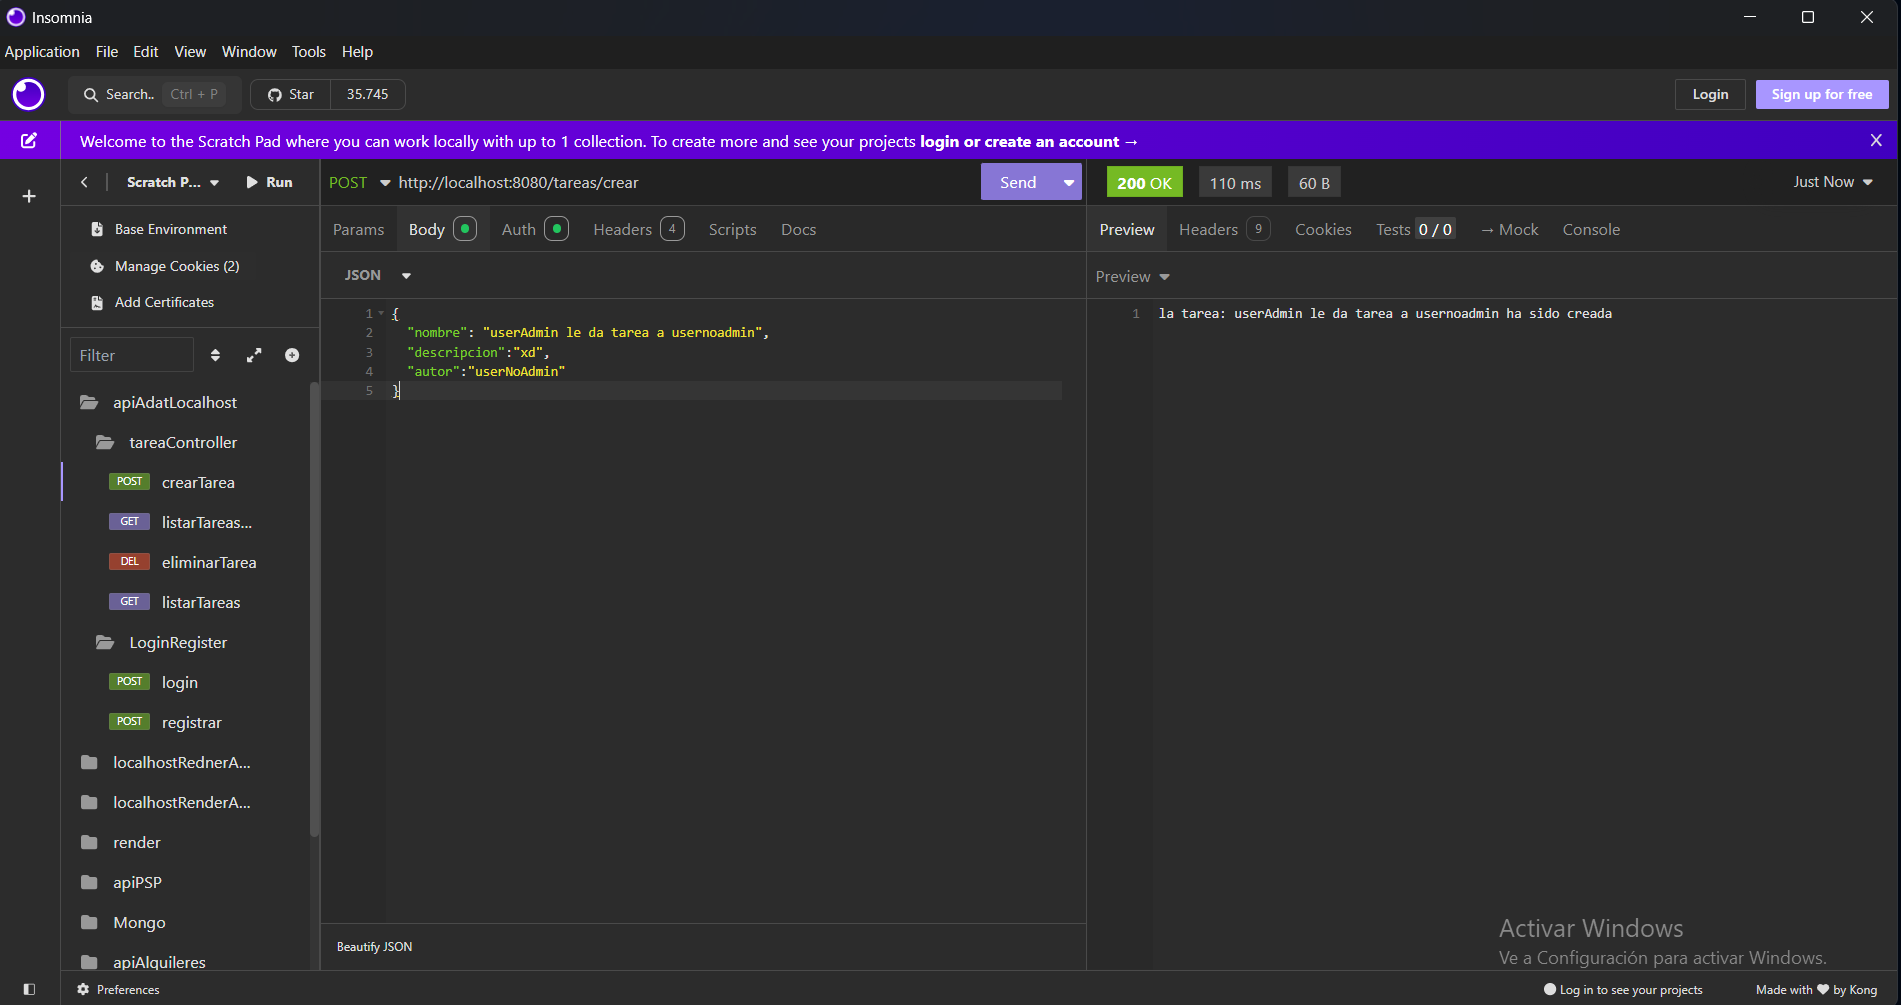 Insomnia
Application File Edit View Window Tools Help
Search.. Ctrl + P Star 35.745 Login Sign up for free
Welcome to the Scratch Pad where you can work locally with up to 1 collection. To create more and see your projects login or create an account → X
Scratch P... Run POST http://localhost:8080/tareas/crear Send 200 OK 110 ms 60 B Just Now
Base Environment
Manage Cookies (2)
Add Certificates
Filter
apiAdatLocalhost
tareaController
POST crearTarea
GET listarTareas...
DEL eliminarTarea
GET listarTareas
LoginRegister
POST login
POST registrar
localhostRednerA...
localhostRenderA...
render
apiPSP
Mongo
apiAlquileres
Params Body Auth Headers 4 Scripts Docs
JSON
1 {
2 "nombre": "userAdmin le da tarea a usernoadmin",
3 "descripcion":"xd",
4 "autor":"userNoAdmin"
5 }
Beautify JSON
Preview Headers 9 Cookies Tests 0 / 0 → Mock Console
Preview
1 la tarea: userAdmin le da tarea a usernoadmin ha sido creada
Activar Windows
Ve a Configuración para activar Windows.
Preferences Log in to see your projects Made with ♥ by Kong